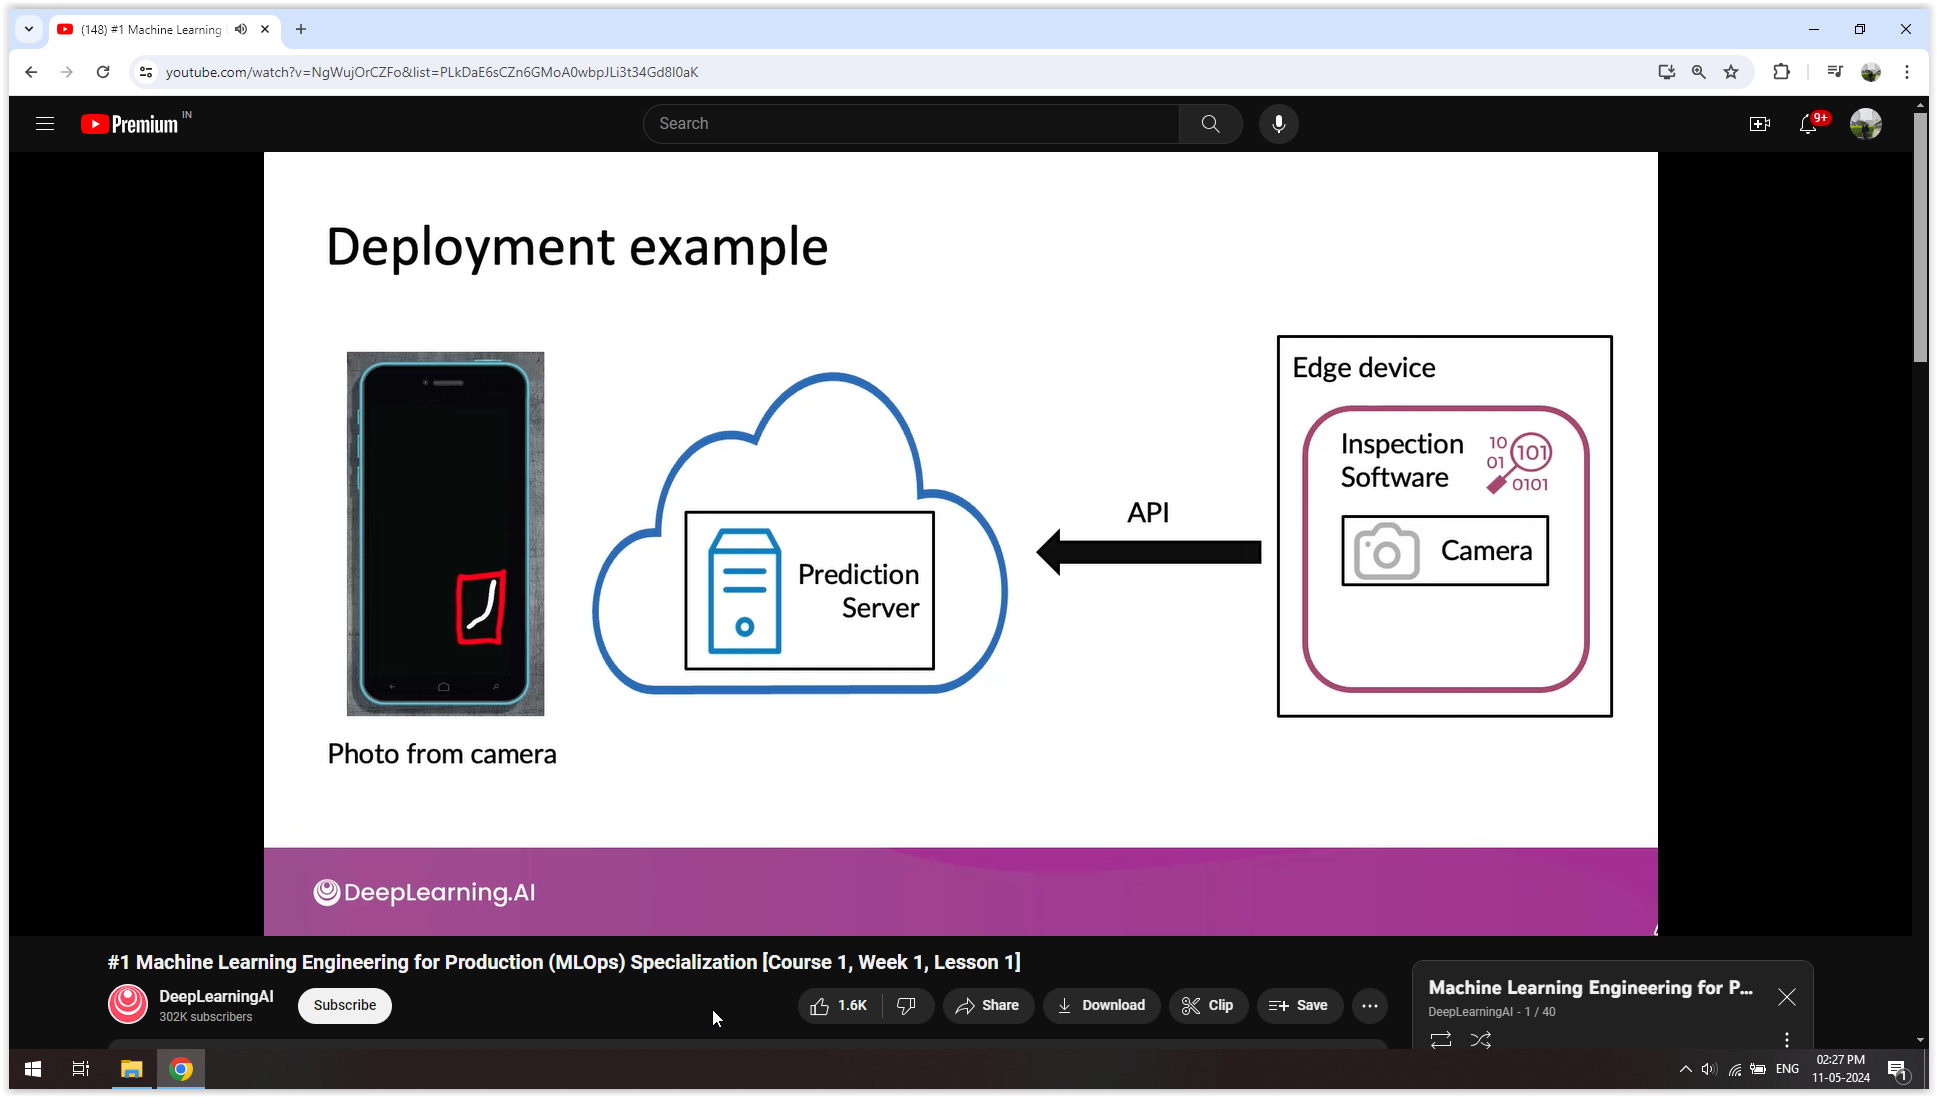 (148) #1 Machine Learning
youtube.com/watch?v=NgWujOrCZFo&list=PLkDaE6sCZn6GMoA0wbpJLi3t34Gd8l0aK
Premium IN
Search
9+
Deployment example
Edge device
Inspection
Software
10
01
101
0101
Camera
API
Prediction
Server
Photo from camera
DeepLearning.AI
#1 Machine Learning Engineering for Production (MLOps) Specialization [Course 1, Week 1, Lesson 1]
DeepLearningAI
302K subscribers
Subscribe
1.6K
Share
Download
Clip
Save
Machine Learning Engineering for P...
DeepLearningAI - 1 / 40
ENG
02:27 PM
11-05-2024
1